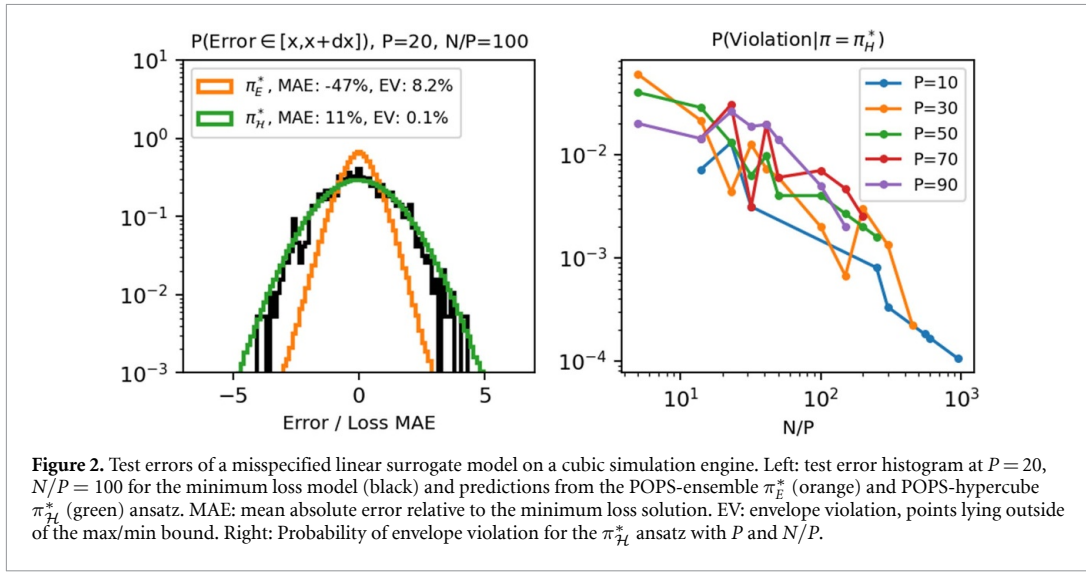 P(Error ∈ [x,x+dx]), P=20, N/P=100
10¹
10⁰
10⁻¹
10⁻²
10⁻³
π*_E , MAE: -47%, EV: 8.2%
π*_ℋ , MAE: 11%, EV: 0.1%
−5
0
5
Error / Loss MAE
P(Violation|π = π*_H)
10⁻²
10⁻³
10⁻⁴
P=10
P=30
P=50
P=70
P=90
10¹
10²
10³
N/P
Figure 2. Test errors of a misspecified linear surrogate model on a cubic simulation engine. Left: test error histogram at P = 20,
N/P = 100 for the minimum loss model (black) and predictions from the POPS-ensemble π*_E (orange) and POPS-hypercube
π*_ℋ (green) ansatz. MAE: mean absolute error relative to the minimum loss solution. EV: envelope violation, points lying outside
of the max/min bound. Right: Probability of envelope violation for the π*_ℋ ansatz with P and N/P.